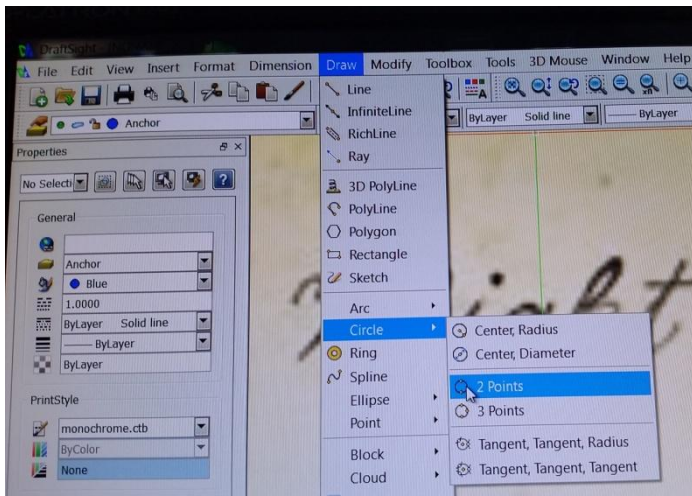 DraftSight
File Edit View Insert Format Dimension Draw Modify Toolbox Tools 3D Mouse Window Help
Anchor
ByLayer Solid line ByLayer
Properties
No Selecti
General
Anchor
Blue
1.0000
ByLayer Solid line
ByLayer
ByLayer
PrintStyle
monochrome.ctb
ByColor
None
Line
InfiniteLine
RichLine
Ray
3D PolyLine
PolyLine
Polygon
Rectangle
Sketch
Arc
Circle
Ring
Spline
Ellipse
Point
Block
Cloud
Center, Radius
Center, Diameter
2 Points
3 Points
Tangent, Tangent, Radius
Tangent, Tangent, Tangent